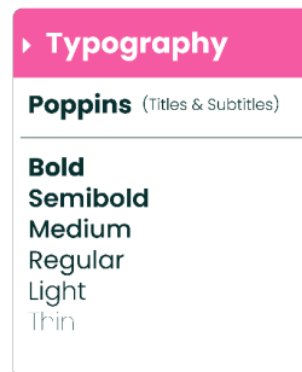 Typography
Poppins (Titles & Subtitles)
Bold
Semibold
Medium
Regular
Light
Thin